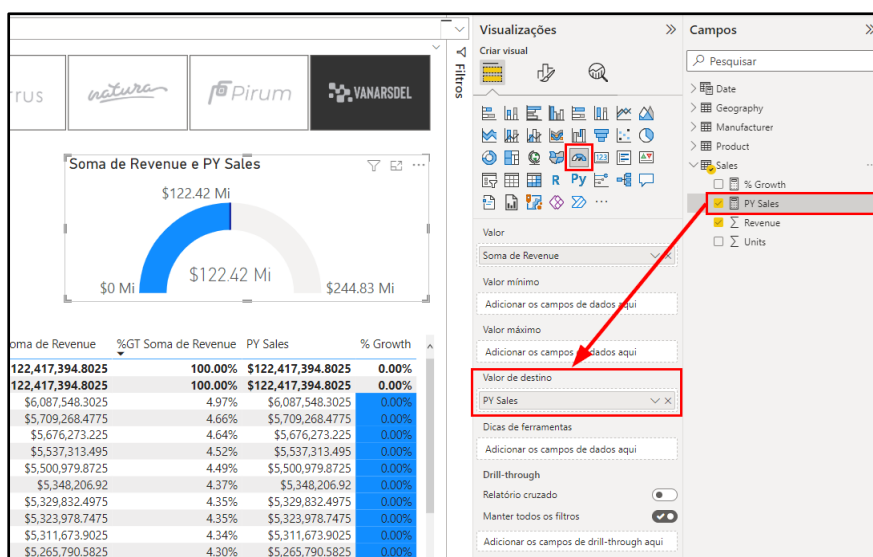 Visualizações
Criar visual
Filtros
Campos
Pesquisar
Date
Geography
Manufacturer
Product
Sales
% Growth
PY Sales
Revenue
Units
rus
natura
Pirum
VANARSDEL
Soma de Revenue e PY Sales
$122.42 Mi
$122.42 Mi
$0 Mi
$244.83 Mi
R Py
123
Valor
Soma de Revenue
Valor mínimo
Adicionar os campos de dados aqui
Valor máximo
Adicionar os campos de dados aqui
Valor de destino
PY Sales
Dicas de ferramentas
Adicionar os campos de dados aqui
Drill-through
Relatório cruzado
Manter todos os filtros
Adicionar os campos de drill-through aqui
oma de Revenue %GT Soma de Revenue PY Sales % Growth
122,417,394.8025 100.00% $122,417,394.8025 0.00%
122,417,394.8025 100.00% $122,417,394.8025 0.00%
$6,087,548.3025 4.97% $6,087,548.3025 0.00%
$5,709,268.4775 4.66% $5,709,268.4775 0.00%
$5,676,273.225 4.64% $5,676,273.225 0.00%
$5,537,313.495 4.52% $5,537,313.495 0.00%
$5,500,979.8725 4.49% $5,500,979.8725 0.00%
$5,348,206.92 4.37% $5,348,206.92 0.00%
$5,329,832.4975 4.35% $5,329,832.4975 0.00%
$5,323,978.7475 4.35% $5,323,978.7475 0.00%
$5,311,673.9025 4.34% $5,311,673.9025 0.00%
$5,265,790.5825 4.30% $5,265,790.5825 0.00%